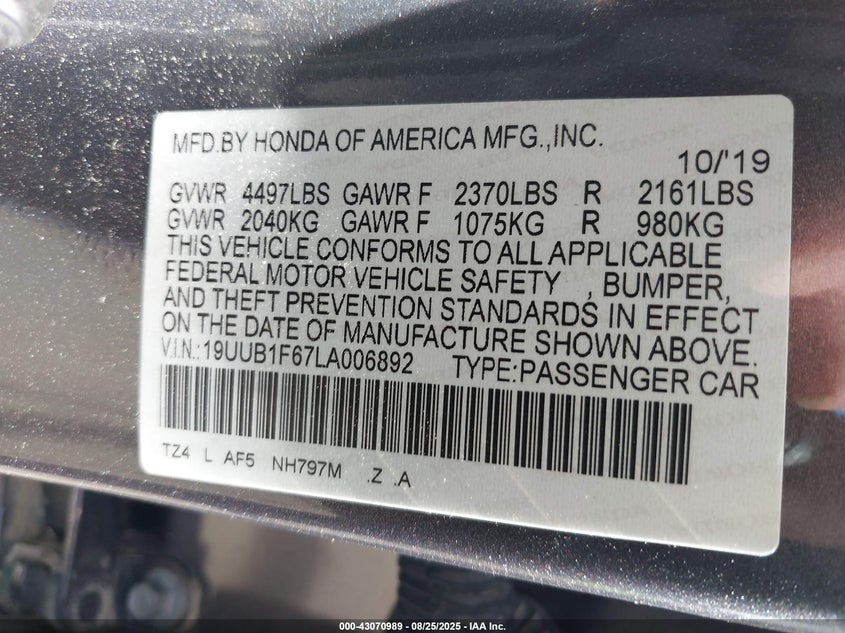 MFD.BY HONDA OF AMERICA MFG.,INC.
10/'19
GVWR 4497LBS GAWR F 2370LBS R 2161LBS
GVWR 2040KG GAWR F 1075KG R 980KG
THIS VEHICLE CONFORMS TO ALL APPLICABLE
FEDERAL MOTOR VEHICLE SAFETY , BUMPER,
AND THEFT PREVENTION STANDARDS IN EFFECT
ON THE DATE OF MANUFACTURE SHOWN ABOVE.
V.I.N.:19UUB1F67LA006892 TYPE:PASSENGER CAR
TZ4 L AF5 NH797M .Z .A
000-43070989 - 08/25/2025 - IAA Inc.